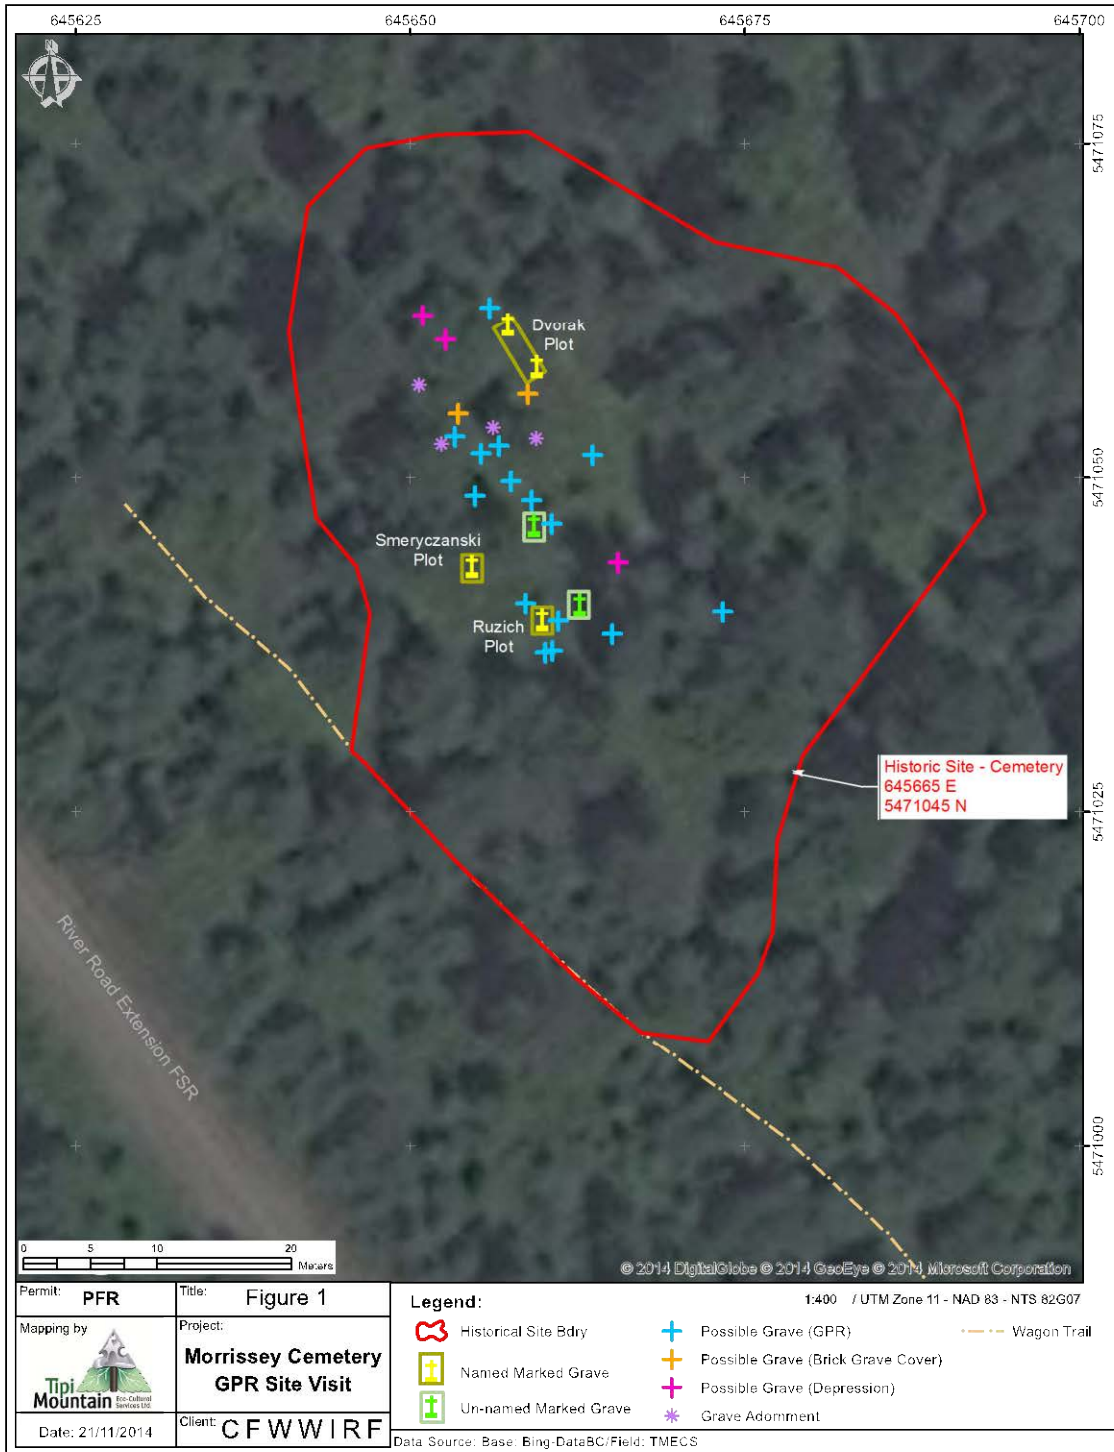 645625
645650
645675
645700
5471075
Dvorak
Plot
5471050
Smeryczanski
Plot
Ruzich
Plot
Historic Site - Cemetery
645665 E
5471045 N
5471025
River Road Extension FSR
5471000
0 5 10 20
Meters
© 2014 DigitalGlobe © 2014 GeoEye © 2014 Microsoft Corporation
Permit: PFR
Title: Figure 1
Mapping by
Tipi
Mountain
Eco-Cultural
Services Ltd.
Project:
Morrissey Cemetery
GPR Site Visit
Date: 21/11/2014
Client: CFWWIRF
Legend:
1:400 / UTM Zone 11 - NAD 83 - NTS 82G07
Historical Site Bdry
Named Marked Grave
Un-named Marked Grave
Possible Grave (GPR)
Possible Grave (Brick Grave Cover)
Possible Grave (Depression)
Grave Adornment
Wagon Trail
Data Source: Base: Bing-DataBC/Field: TMECS